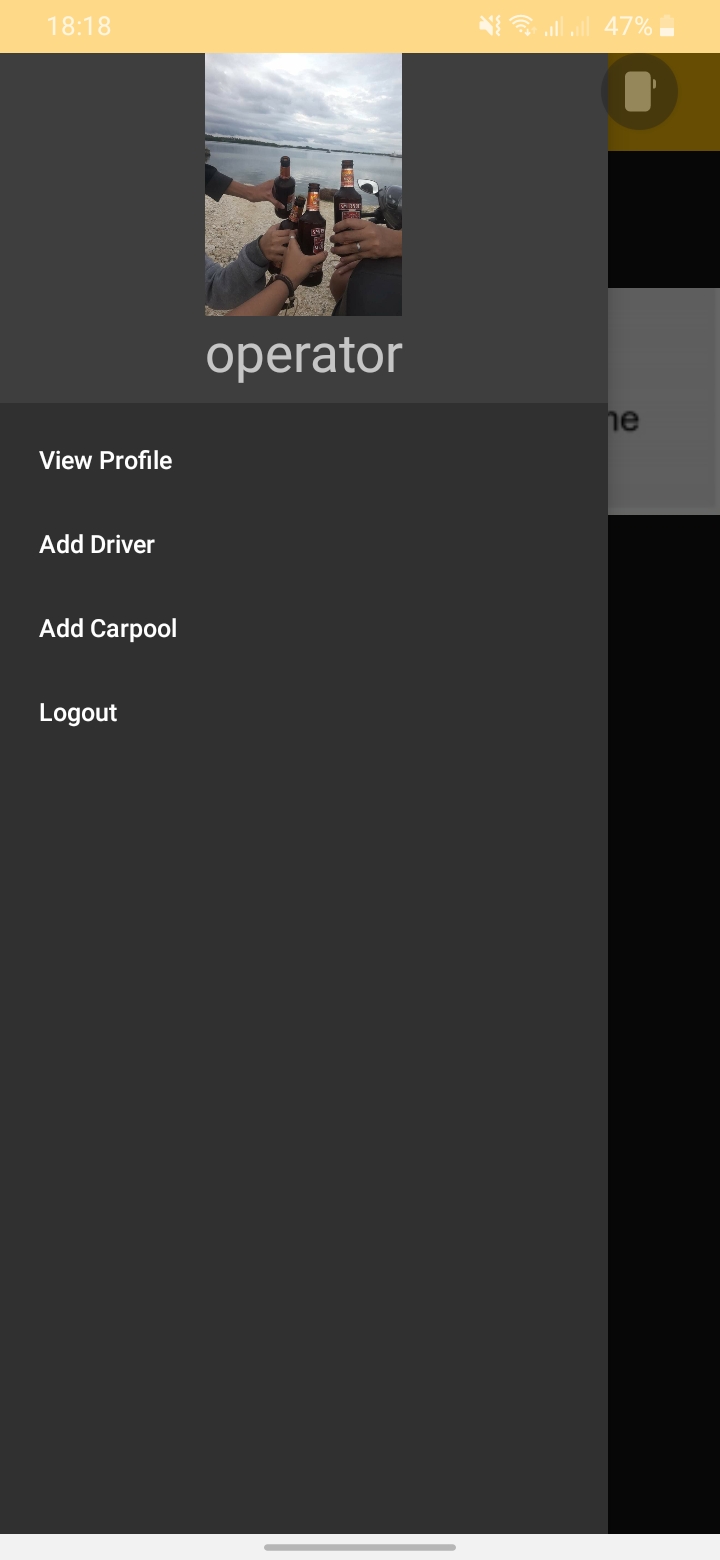 18:18
47%
operator
ne
View Profile
Add Driver
Add Carpool
Logout